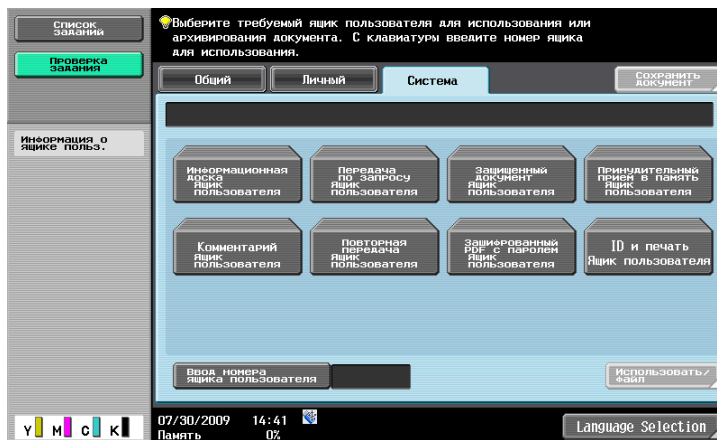 Список
заданий
Проверка
задания
Информация о
ящике польз.
Выберите требуемый ящик пользователя для использования или
архивирования документа. С клавиатуры введите номер ящика
для использования.
Общий
Личный
Система
Сохранить
документ
Информационная
доска
Ящик
пользователя
Передача
по запросу
Ящик
пользователя
Защищенный
документ
Ящик
пользователя
Принудительный
прием в память
Ящик
пользователя
Комментарий
Ящик
пользователя
Повторная
передача
Ящик
пользователя
Зашифрованный
PDF с паролем
Ящик
пользователя
ID и печать
Ящик пользователя
Ввод номера
ящика пользователя
Использовать/
файл
Y M C K
07/30/2009 14:41
Память 0%
Language Selection